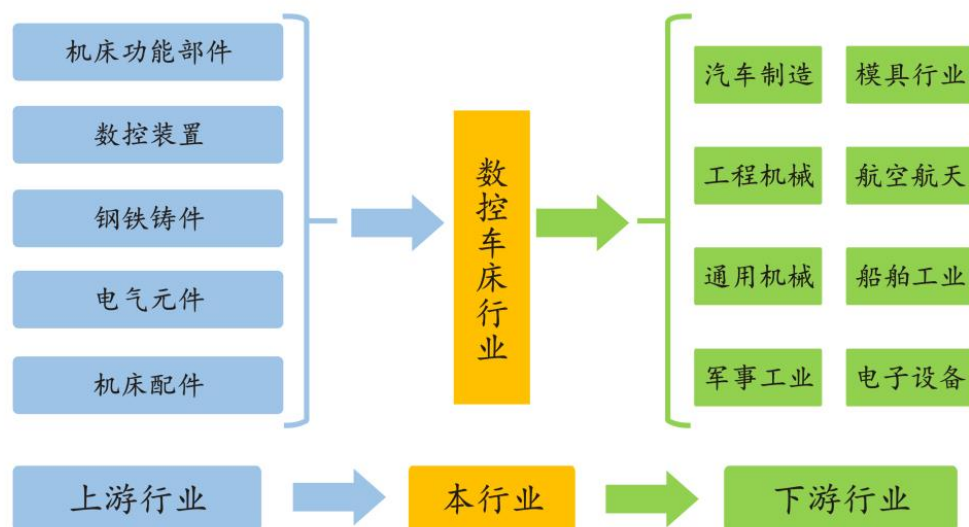 机床功能部件
数控装置
钢铁铸件
电气元件
机床配件
数控车床行业
汽车制造
模具行业
工程机械
航空航天
通用机械
船舶工业
军事工业
电子设备
上游行业
本行业
下游行业